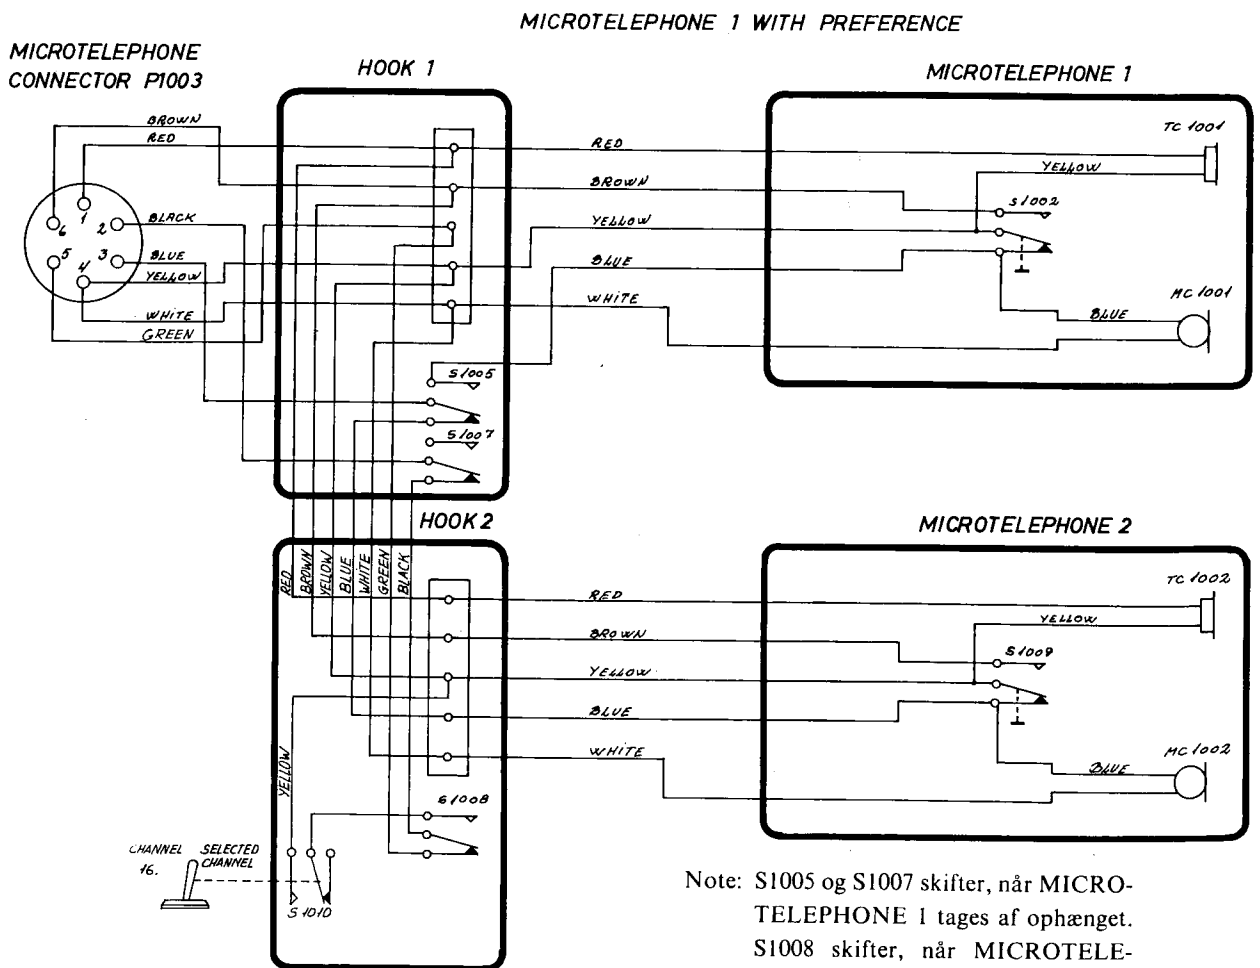 MICROTELEPHONE 1 WITH PREFERENCE
MICROTELEPHONE
CONNECTOR P1003
HOOK 1
MICROTELEPHONE 1
BROWN
RED
BLACK
BLUE
YELLOW
WHITE
GREEN
1
2
3
4
5
6
RED
BROWN
YELLOW
BLUE
WHITE
TC 1001
YELLOW
S1002
MC 1001
BLUE
S1005
S1007
HOOK 2
MICROTELEPHONE 2
RED
BROWN
YELLOW
BLUE
WHITE
GREEN
BLACK
RED
BROWN
YELLOW
BLUE
WHITE
TC 1002
YELLOW
S1009
MC 1002
BLUE
YELLOW
S1008
CHANNEL
16.
SELECTED
CHANNEL
S1010
Note: S1005 og S1007 skifter, når MICRO-
TELEPHONE 1 tages af ophænget.
S1008 skifter, når MICROTELE-